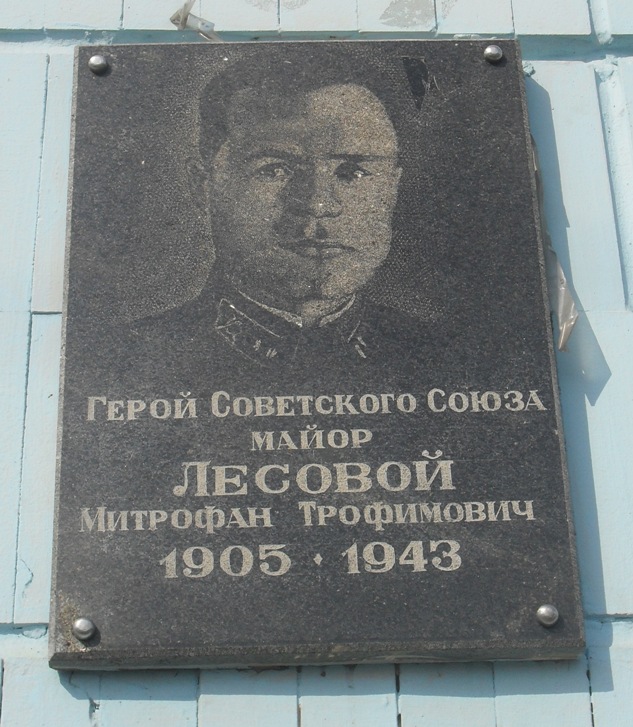 Герой Советского Союза
майор
Лесовой
Митрофан Трофимович
1905 · 1943